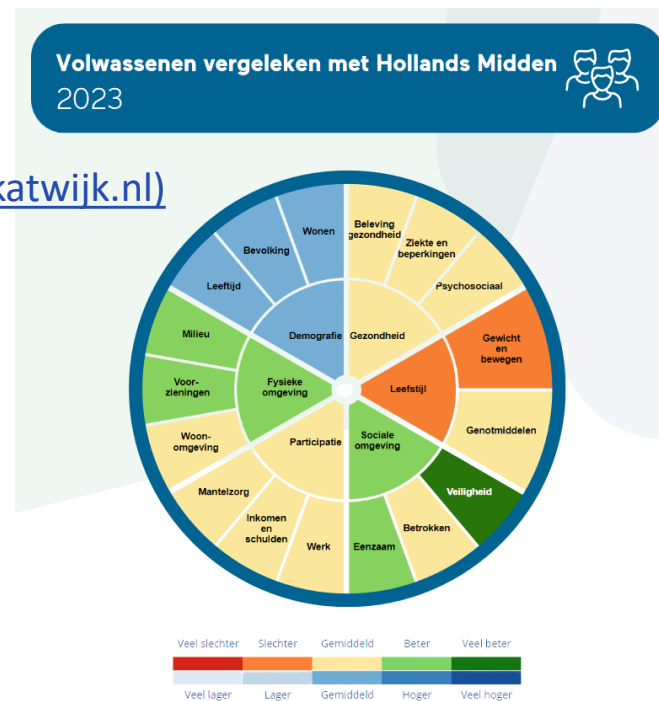 Volwassenen vergeleken met Hollands Midden
2023
katwijk.nl)
Wonen
Bevolking
Leeftijd
Demografie
Beleving
gezondheid
Ziekte en
beperkingen
Psychosociaal
Gezondheid
Gewicht
en
bewegen
Genotmiddelen
Leefstijl
Milieu
Voor-
zieningen
Woon-
omgeving
Fysieke
omgeving
Participatie
Mantelzorg
Inkomen
en
schulden
Werk
Sociale
omgeving
Veiligheid
Betrokken
Eenzaam
Veel slechter Slechter Gemiddeld Beter Veel beter
Veel lager Lager Gemiddeld Hoger Veel hoger